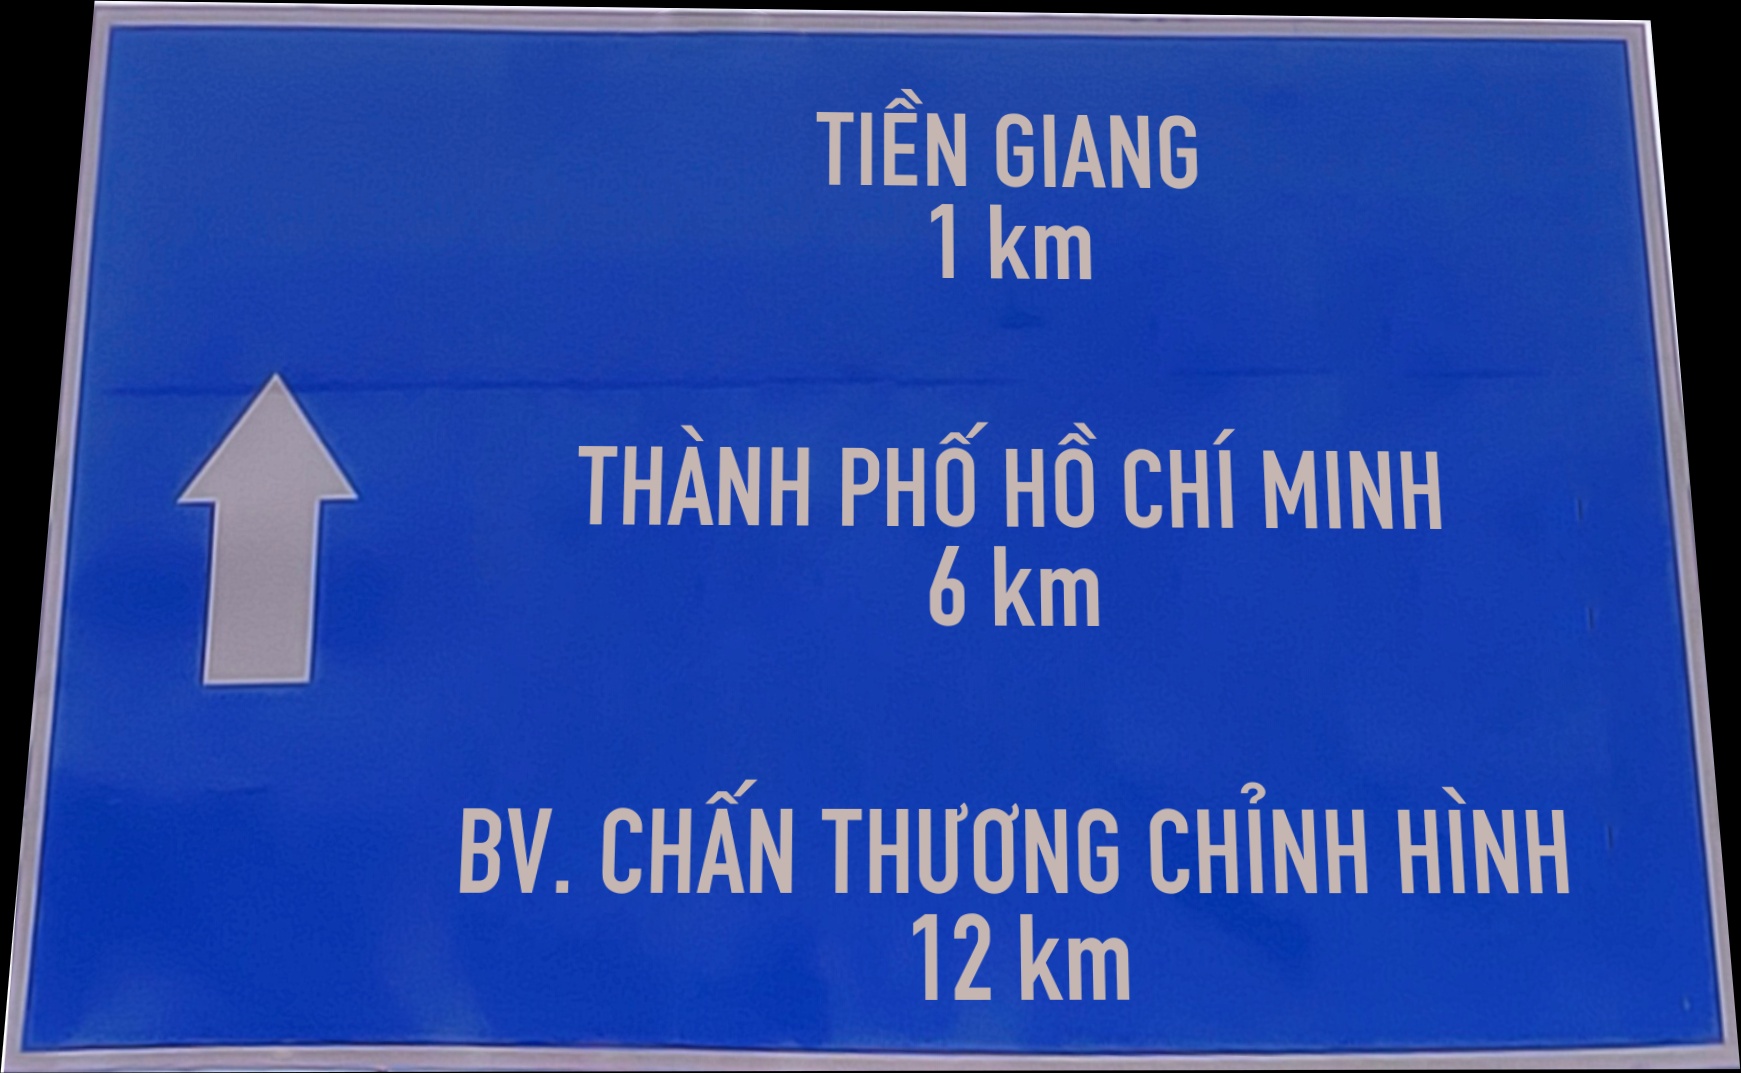 TIỀN GIANG
1 km
THÀNH PHỐ HỒ CHÍ MINH
6 km
BV. CHẤN THƯƠNG CHỈNH HÌNH
12 km